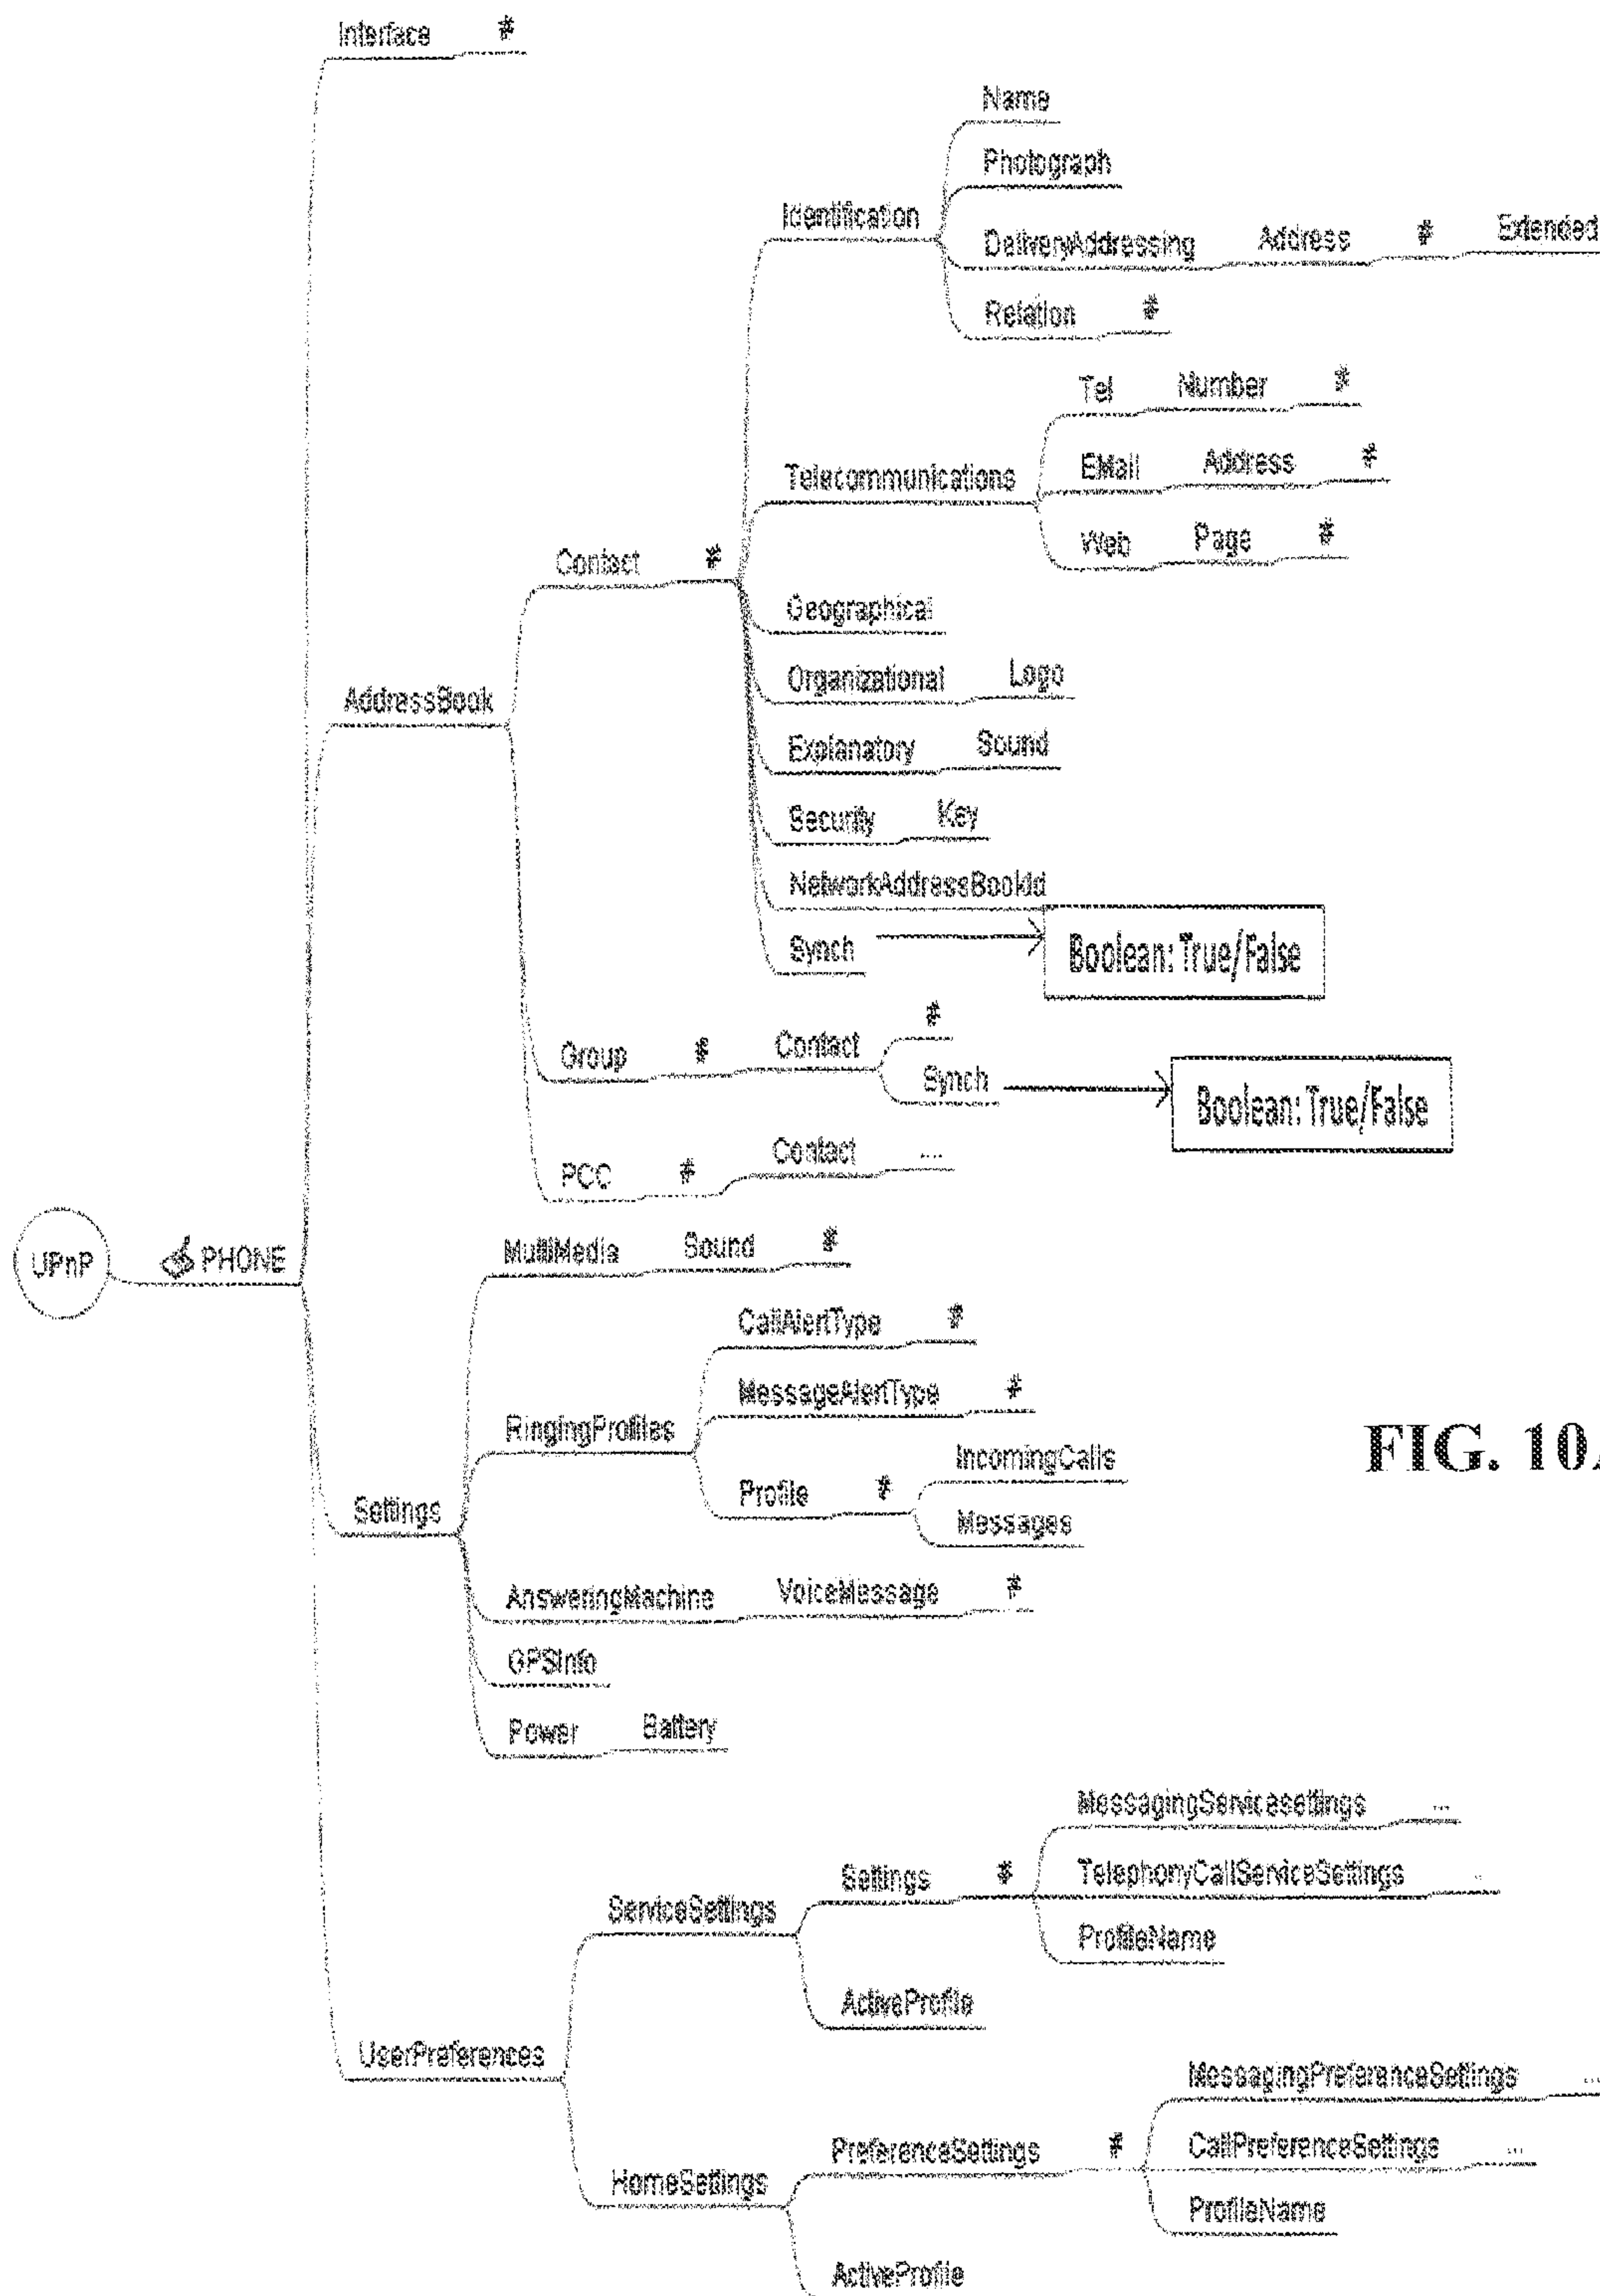 Interface #
Name
Photograph
Identification
DeliveryAddressing Address # Extended
Relation #
Tel Number #
Telecommunications
EMail Address #
Web Page #
Contact #
Geographical
Organizational Logo
AddressBook
Explanatory Sound
Security Key
NetworkAddressBookId
Synch
Boolean: True/False
#
Group # Contact
Synch
Boolean: True/False
PCC # Contact ....
UPnP PHONE
MultiMedia Sound #
CallAlertType #
MessageAlertType #
RingingProfiles
IncomingCalls
Profile #
Messages
FIG. 10A
Settings
AnsweringMachine VoiceMessage #
GPSInfo
Power Battery
MessagingServicesettings ...
Settings #
TelephonyCallServiceSettings ..
ServiceSettings
ProfileName
ActiveProfile
UserPreferences
MessagingPreferenceSettings ...
PreferenceSettings #
CallPreferenceSettings ...
HomeSettings
ProfileName
ActiveProfile